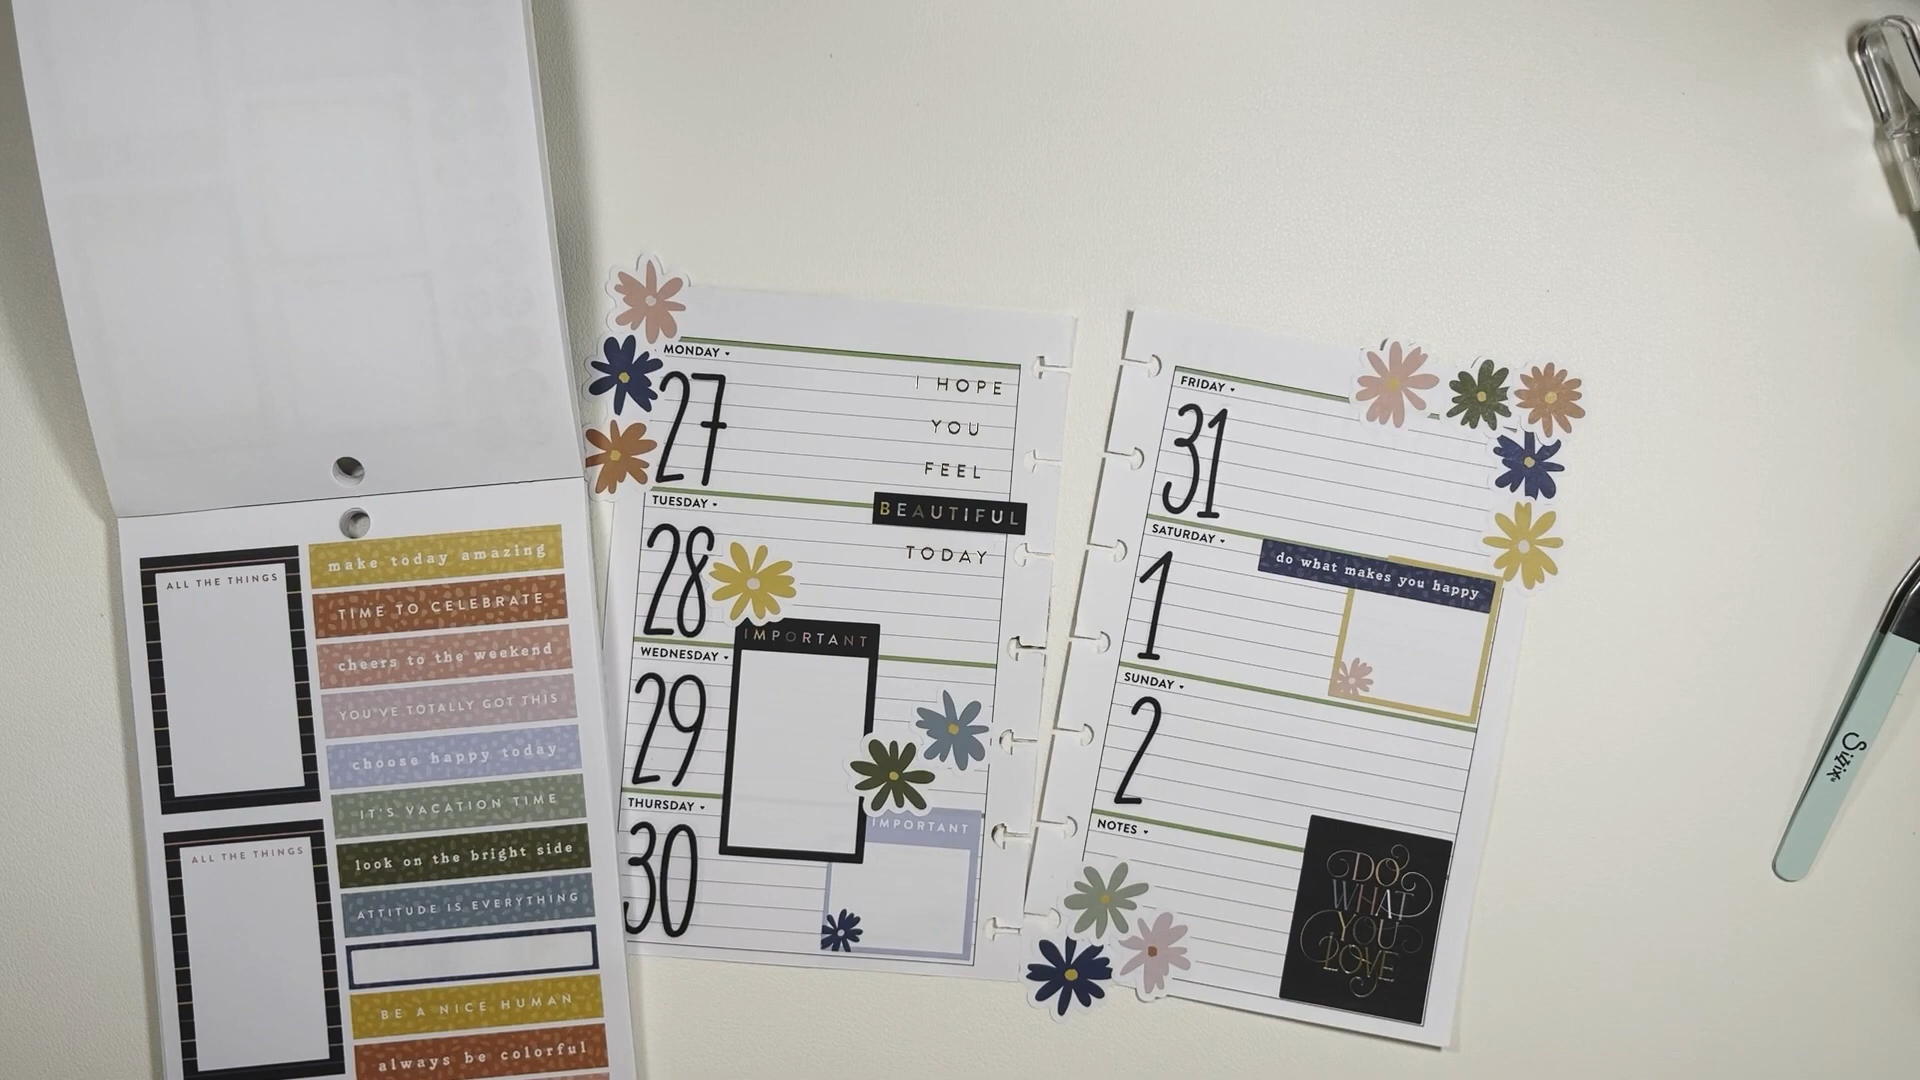 ALL THE THINGS
ALL THE THINGS
make today amazing
TIME TO CELEBRATE
cheers to the weekend
YOU'VE TOTALLY GOT THIS
choose happy today
IT'S VACATION TIME
look on the bright side
ATTITUDE IS EVERYTHING
BE A NICE HUMAN
always be colorful
MONDAY
27
I HOPE
YOU
FEEL
BEAUTIFUL
TODAY
TUESDAY
28
IMPORTANT
WEDNESDAY
29
THURSDAY
30
IMPORTANT
FRIDAY
31
SATURDAY
1
do what makes you happy
SUNDAY
2
NOTES
DO
WHAT
YOU
LOVE
Sizzix